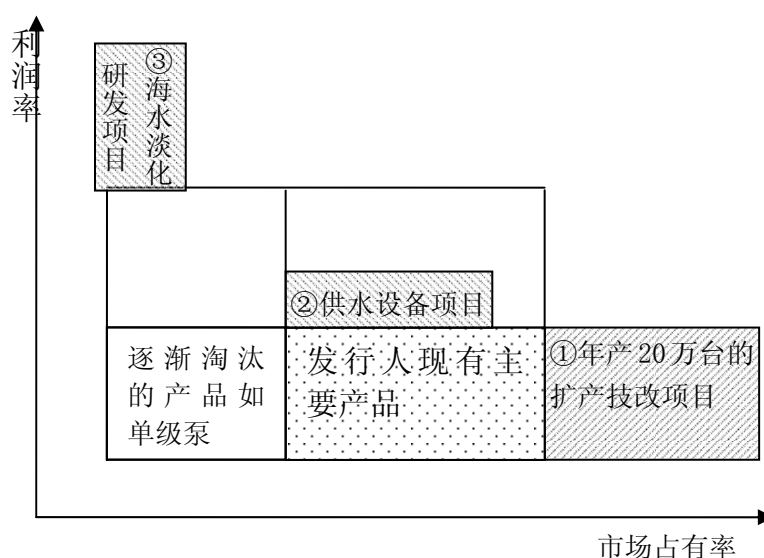 利润率
③海水淡化
研发项目
②供水设备项目
逐渐淘汰
的产品如
单级泵
发行人现有主
要产品
①年产20万台的
扩产技改项目
市场占有率